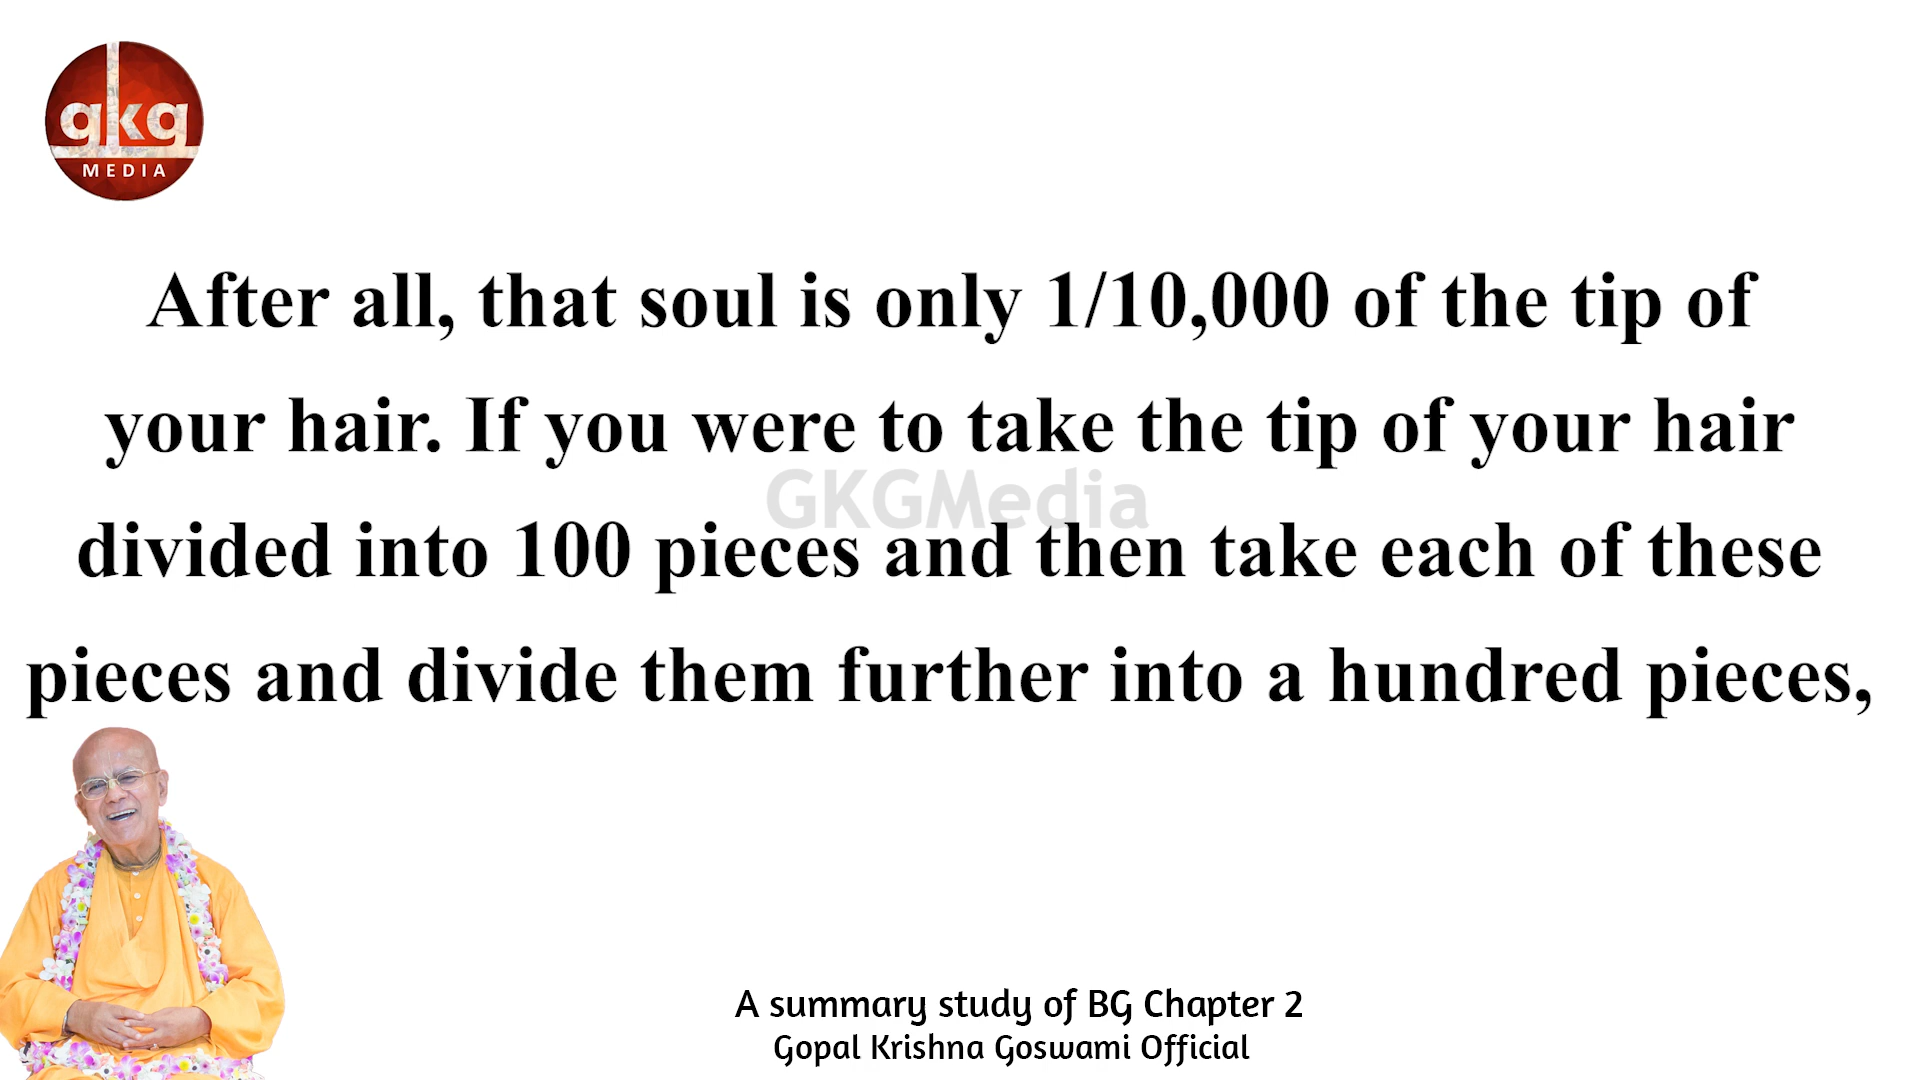 gkg
MEDIA
After all, that soul is only 1/10,000 of the tip of
your hair. If you were to take the tip of your hair
GKGMedia
divided into 100 pieces and then take each of these
pieces and divide them further into a hundred pieces,
A summary study of BG Chapter 2
Gopal Krishna Goswami Official